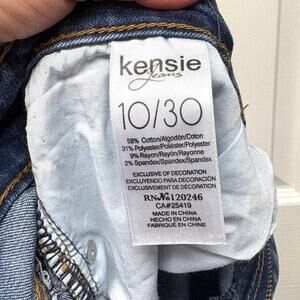 kensie
Jeans
10/30
58% Cotton/Algodón/Coton
31% Polyester/Poliéster/Polyester
9% Rayon/Rayón/Rayonne
2% Spandex/Spandex/Spandex
EXCLUSIVE OF DECORATION
EXCLUYENDO PARA DECORACIÓN
EXCLUSIVEMENT DE DÉCORATION
RN№120246
CA#25419
MADE IN CHINA
HECHO EN CHINA
FABRIQUÉ EN CHINE